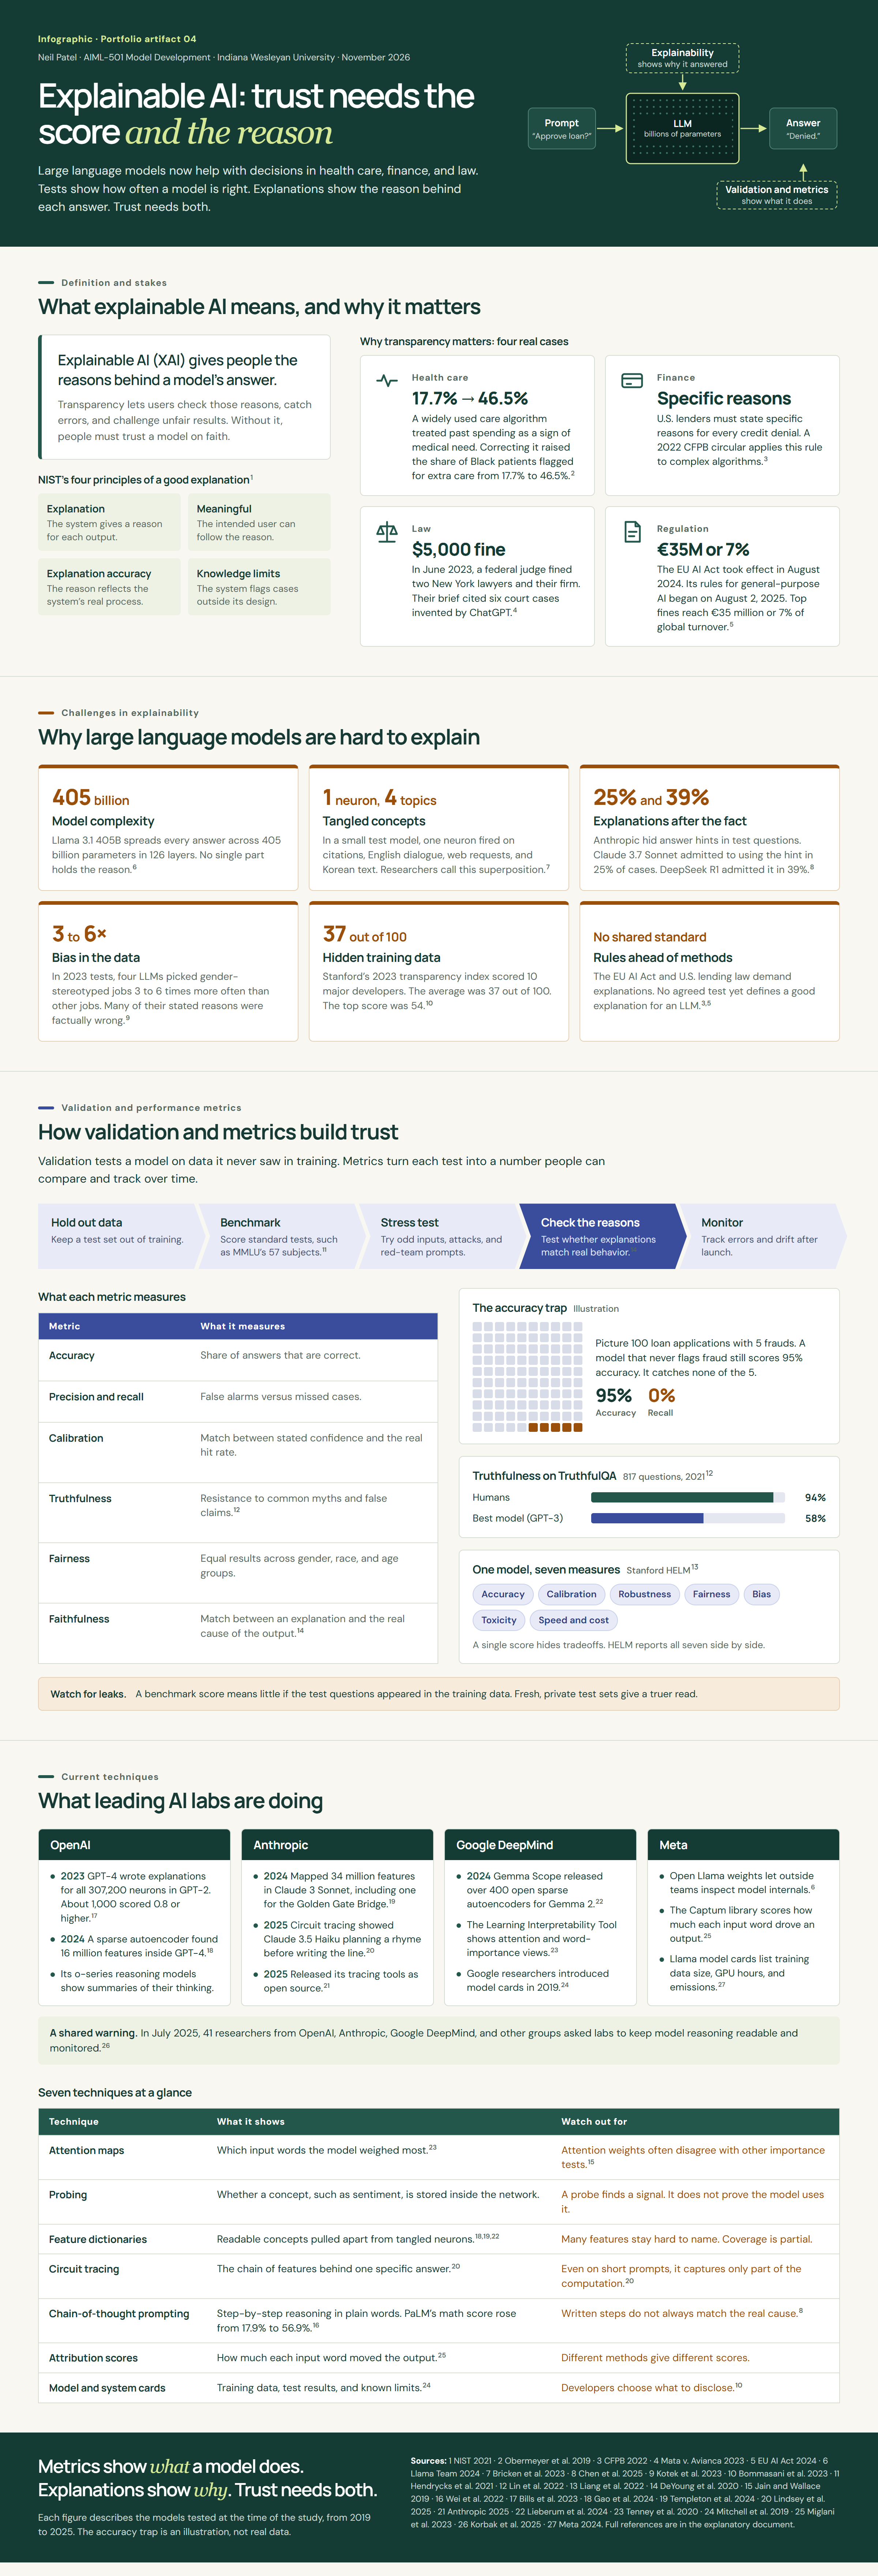 Infographic · Portfolio artifact 04
Neil Patel · AIML-501 Model Development · Indiana Wesleyan University · November 2026
Explainable AI: trust needs the
score and the reason
Large language models now help with decisions in health care, finance, and law.
Tests show how often a model is right. Explanations show the reason behind
each answer. Trust needs both.
Explainability
shows why it answered
Prompt
“Approve loan?”
LLM
billions of parameters
Answer
“Denied.”
Validation and metrics
show what it does
Definition and stakes
What explainable AI means, and why it matters
Explainable AI (XAI) gives people the
reasons behind a model’s answer.
Transparency lets users check those reasons, catch
errors, and challenge unfair results. Without it,
people must trust a model on faith.
NIST’s four principles of a good explanation1
Explanation
The system gives a reason
for each output.
Meaningful
The intended user can
follow the reason.
Explanation accuracy
The reason reflects the
system’s real process.
Knowledge limits
The system flags cases
outside its design.
Why transparency matters: four real cases
Health care
17.7% → 46.5%
A widely used care algorithm
treated past spending as a sign of
medical need. Correcting it raised
the share of Black patients flagged
for extra care from 17.7% to 46.5%.2
Finance
Specific reasons
U.S. lenders must state specific
reasons for every credit denial. A
2022 CFPB circular applies this rule
to complex algorithms.3
Law
$5,000 fine
In June 2023, a federal judge fined
two New York lawyers and their firm.
Their brief cited six court cases
invented by ChatGPT.4
Regulation
€35M or 7%
The EU AI Act took effect in August
2024. Its rules for general-purpose
AI began on August 2, 2025. Top
fines reach €35 million or 7% of
global turnover.5
Challenges in explainability
Why large language models are hard to explain
405 billion
Model complexity
Llama 3.1 405B spreads every answer across 405
billion parameters in 126 layers. No single part
holds the reason.6
1 neuron, 4 topics
Tangled concepts
In a small test model, one neuron fired on
citations, English dialogue, web requests, and
Korean text. Researchers call this superposition.7
25% and 39%
Explanations after the fact
Anthropic hid answer hints in test questions.
Claude 3.7 Sonnet admitted to using the hint in
25% of cases. DeepSeek R1 admitted it in 39%.8
3 to 6×
Bias in the data
In 2023 tests, four LLMs picked gender-
stereotyped jobs 3 to 6 times more often than
other jobs. Many of their stated reasons were
factually wrong.9
37 out of 100
Hidden training data
Stanford’s 2023 transparency index scored 10
major developers. The average was 37 out of 100.
The top score was 54.10
No shared standard
Rules ahead of methods
The EU AI Act and U.S. lending law demand
explanations. No agreed test yet defines a good
explanation for an LLM.3,5
Validation and performance metrics
How validation and metrics build trust
Validation tests a model on data it never saw in training. Metrics turn each test into a number people can
compare and track over time.
Hold out data
Keep a test set out of training.
Benchmark
Score standard tests, such
as MMLU’s 57 subjects.11
Stress test
Try odd inputs, attacks, and
red-team prompts.
Check the reasons
Test whether explanations
match real behavior.
Monitor
Track errors and drift after
launch.
What each metric measures
Metric What it measures
Accuracy Share of answers that are correct.
Precision and recall False alarms versus missed cases.
Calibration Match between stated confidence and the real
hit rate.
Truthfulness Resistance to common myths and false
claims.12
Fairness Equal results across gender, race, and age
groups.
Faithfulness Match between an explanation and the real
cause of the output.14
The accuracy trap Illustration
Picture 100 loan applications with 5 frauds. A
model that never flags fraud still scores 95%
accuracy. It catches none of the 5.
95% 0%
Accuracy Recall
Truthfulness on TruthfulQA 817 questions, 202112
Humans 94%
Best model (GPT-3) 58%
One model, seven measures Stanford HELM13
Accuracy Calibration Robustness Fairness Bias
Toxicity Speed and cost
A single score hides tradeoffs. HELM reports all seven side by side.
Watch for leaks. A benchmark score means little if the test questions appeared in the training data. Fresh, private test sets give a truer read.
Current techniques
What leading AI labs are doing
OpenAI
2023 GPT-4 wrote explanations
for all 307,200 neurons in GPT-2.
About 1,000 scored 0.8 or
higher.17
2024 A sparse autoencoder found
16 million features inside GPT-4.18
Its o-series reasoning models
show summaries of their thinking.
Anthropic
2024 Mapped 34 million features
in Claude 3 Sonnet, including one
for the Golden Gate Bridge.19
2025 Circuit tracing showed
Claude 3.5 Haiku planning a rhyme
before writing the line.20
2025 Released its tracing tools as
open source.21
Google DeepMind
2024 Gemma Scope released
over 400 open sparse
autoencoders for Gemma 2.22
The Learning Interpretability Tool
shows attention and word-
importance views.23
Google researchers introduced
model cards in 2019.24
Meta
Open Llama weights let outside
teams inspect model internals.6
The Captum library scores how
much each input word drove an
output.25
Llama model cards list training
data size, GPU hours, and
emissions.27
A shared warning. In July 2025, 41 researchers from OpenAI, Anthropic, Google DeepMind, and other groups asked labs to keep model reasoning readable and
monitored.26
Seven techniques at a glance
Technique What it shows Watch out for
Attention maps Which input words the model weighed most.23 Attention weights often disagree with other importance
tests.15
Probing Whether a concept, such as sentiment, is stored inside the network. A probe finds a signal. It does not prove the model uses
it.
Feature dictionaries Readable concepts pulled apart from tangled neurons.18,19,22 Many features stay hard to name. Coverage is partial.
Circuit tracing The chain of features behind one specific answer.20 Even on short prompts, it captures only part of the
computation.20
Chain-of-thought prompting Step-by-step reasoning in plain words. PaLM’s math score rose
from 17.9% to 56.9%.16 Written steps do not always match the real cause.8
Attribution scores How much each input word moved the output.25 Different methods give different scores.
Model and system cards Training data, test results, and known limits.24 Developers choose what to disclose.10
Metrics show what a model does.
Explanations show why. Trust needs both.
Each figure describes the models tested at the time of the study, from 2019
to 2025. The accuracy trap is an illustration, not real data.
Sources: 1 NIST 2021 · 2 Obermeyer et al. 2019 · 3 CFPB 2022 · 4 Mata v. Avianca 2023 · 5 EU AI Act 2024 · 6
Llama Team 2024 · 7 Bricken et al. 2023 · 8 Chen et al. 2025 · 9 Kotek et al. 2023 · 10 Bommasani et al. 2023 · 11
Hendrycks et al. 2021 · 12 Lin et al. 2022 · 13 Liang et al. 2022 · 14 DeYoung et al. 2020 · 15 Jain and Wallace
2019 · 16 Wei et al. 2022 · 17 Bills et al. 2023 · 18 Gao et al. 2024 · 19 Templeton et al. 2024 · 20 Lindsey et al.
2025 · 21 Anthropic 2025 · 22 Lieberum et al. 2024 · 23 Tenney et al. 2020 · 24 Mitchell et al. 2019 · 25 Miglani
et al. 2023 · 26 Korbak et al. 2025 · 27 Meta 2024. Full references are in the explanatory document.